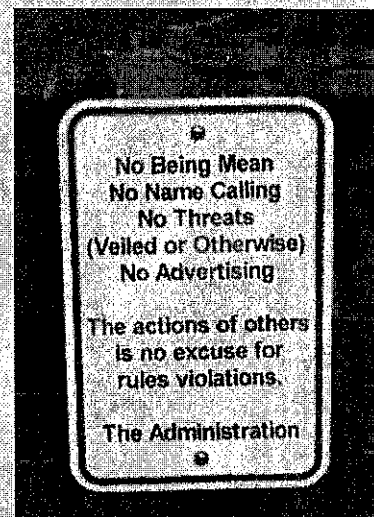 No Being Mean
No Name Calling
No Threats
(Veiled or Otherwise)
No Advertising
The actions of others
is no excuse for
rules violations.
The Administration